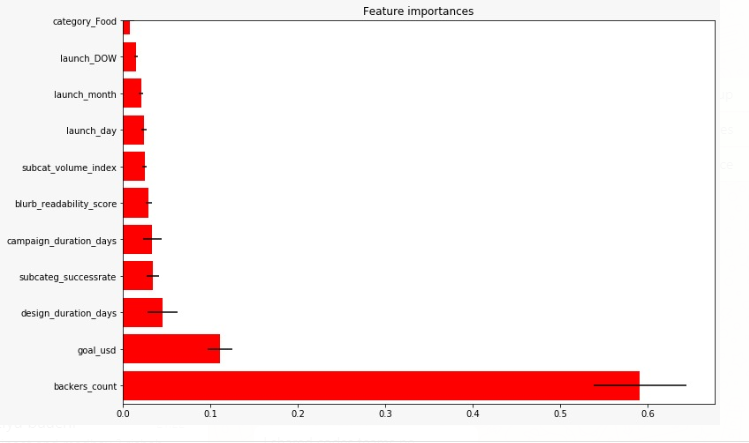 Feature importances
category_Food
launch_DOW
launch_month
launch_day
subcat_volume_index
blurb_readability_score
campaign_duration_days
subcateg_successrate
design_duration_days
goal_usd
backers_count
0.0 0.1 0.2 0.3 0.4 0.5 0.6